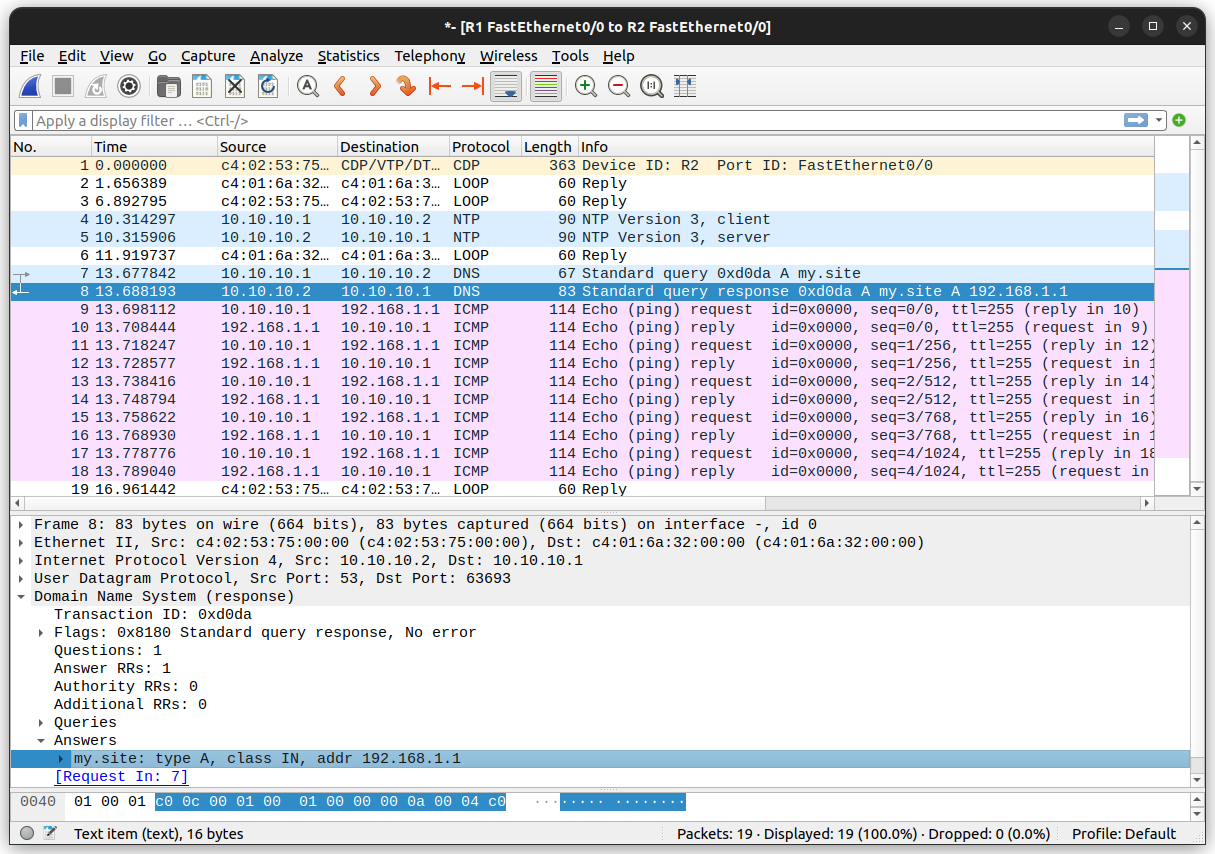 *- [R1 FastEthernet0/0 to R2 FastEthernet0/0]
File Edit View Go Capture Analyze Statistics Telephony Wireless Tools Help
Apply a display filter … <Ctrl-/>
No. Time Source Destination Protocol Length Info
1 0.000000 c4:02:53:75… CDP/VTP/DT… CDP 363 Device ID: R2 Port ID: FastEthernet0/0
2 1.656389 c4:01:6a:32… c4:01:6a:3… LOOP 60 Reply
3 6.892795 c4:02:53:75… c4:02:53:7… LOOP 60 Reply
4 10.314297 10.10.10.1 10.10.10.2 NTP 90 NTP Version 3, client
5 10.315906 10.10.10.2 10.10.10.1 NTP 90 NTP Version 3, server
6 11.919737 c4:01:6a:32… c4:01:6a:3… LOOP 60 Reply
7 13.677842 10.10.10.1 10.10.10.2 DNS 67 Standard query 0xd0da A my.site
8 13.688193 10.10.10.2 10.10.10.1 DNS 83 Standard query response 0xd0da A my.site A 192.168.1.1
9 13.698112 10.10.10.1 192.168.1.1 ICMP 114 Echo (ping) request id=0x0000, seq=0/0, ttl=255 (reply in 10)
10 13.708444 192.168.1.1 10.10.10.1 ICMP 114 Echo (ping) reply id=0x0000, seq=0/0, ttl=255 (request in 9)
11 13.718247 10.10.10.1 192.168.1.1 ICMP 114 Echo (ping) request id=0x0000, seq=1/256, ttl=255 (reply in 12)
12 13.728577 192.168.1.1 10.10.10.1 ICMP 114 Echo (ping) reply id=0x0000, seq=1/256, ttl=255 (request in 1
13 13.738416 10.10.10.1 192.168.1.1 ICMP 114 Echo (ping) request id=0x0000, seq=2/512, ttl=255 (reply in 14)
14 13.748794 192.168.1.1 10.10.10.1 ICMP 114 Echo (ping) reply id=0x0000, seq=2/512, ttl=255 (request in 1
15 13.758622 10.10.10.1 192.168.1.1 ICMP 114 Echo (ping) request id=0x0000, seq=3/768, ttl=255 (reply in 16)
16 13.768930 192.168.1.1 10.10.10.1 ICMP 114 Echo (ping) reply id=0x0000, seq=3/768, ttl=255 (request in 1
17 13.778776 10.10.10.1 192.168.1.1 ICMP 114 Echo (ping) request id=0x0000, seq=4/1024, ttl=255 (reply in 18
18 13.789040 192.168.1.1 10.10.10.1 ICMP 114 Echo (ping) reply id=0x0000, seq=4/1024, ttl=255 (request in
19 16.961442 c4:02:53:75… c4:02:53:7… LOOP 60 Reply
Frame 8: 83 bytes on wire (664 bits), 83 bytes captured (664 bits) on interface -, id 0
Ethernet II, Src: c4:02:53:75:00:00 (c4:02:53:75:00:00), Dst: c4:01:6a:32:00:00 (c4:01:6a:32:00:00)
Internet Protocol Version 4, Src: 10.10.10.2, Dst: 10.10.10.1
User Datagram Protocol, Src Port: 53, Dst Port: 63693
Domain Name System (response)
Transaction ID: 0xd0da
Flags: 0x8180 Standard query response, No error
Questions: 1
Answer RRs: 1
Authority RRs: 0
Additional RRs: 0
Queries
Answers
my.site: type A, class IN, addr 192.168.1.1
[Request In: 7]
0040 01 00 01 c0 0c 00 01 00 01 00 00 00 0a 00 04 c0 ········ ········
Text item (text), 16 bytes Packets: 19 · Displayed: 19 (100.0%) · Dropped: 0 (0.0%) Profile: Default